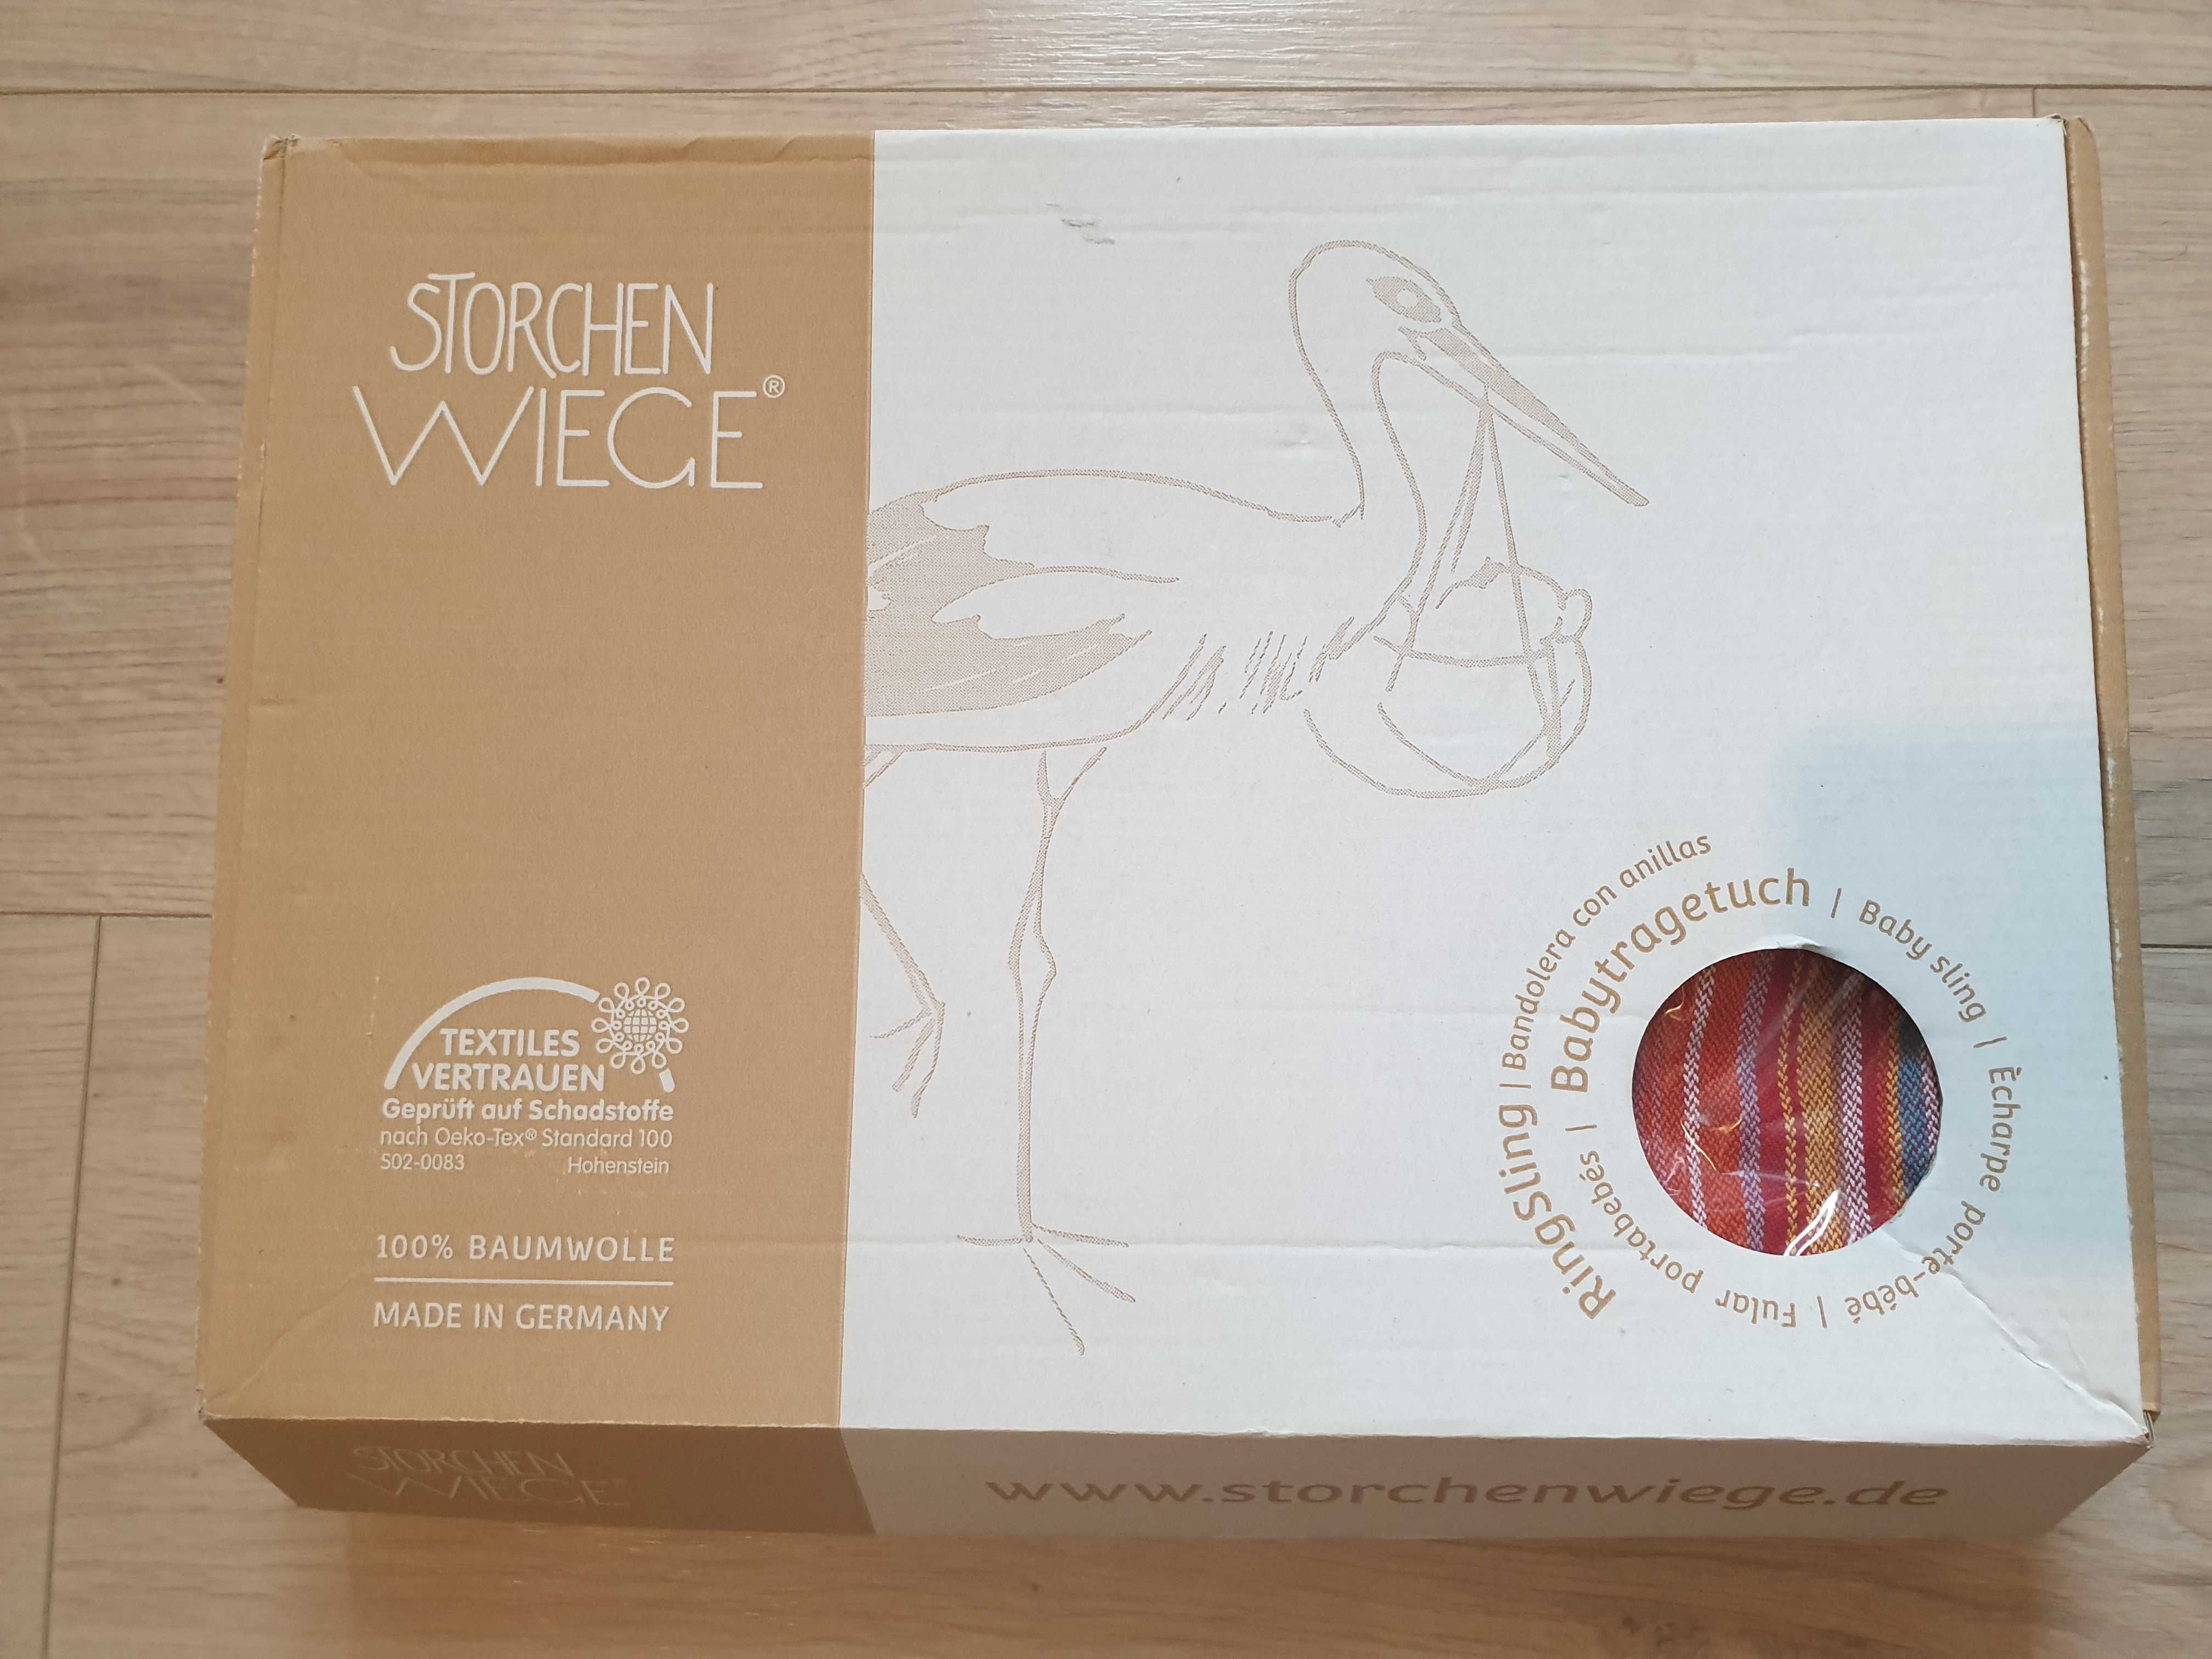 STORCHEN
WIEGE®
TEXTILES
VERTRAUEN
Geprüft auf Schadstoffe
nach Oeko-Tex® Standard 100
S02-0083 Hohenstein
100% BAUMWOLLE
MADE IN GERMANY
RingSling | Bandolera con anillas
Babytragetuch | Baby sling | Ècharpe porte-bébé | Fular portabebés |
STORCHEN
WIEGE®
www.storchenwiege.de